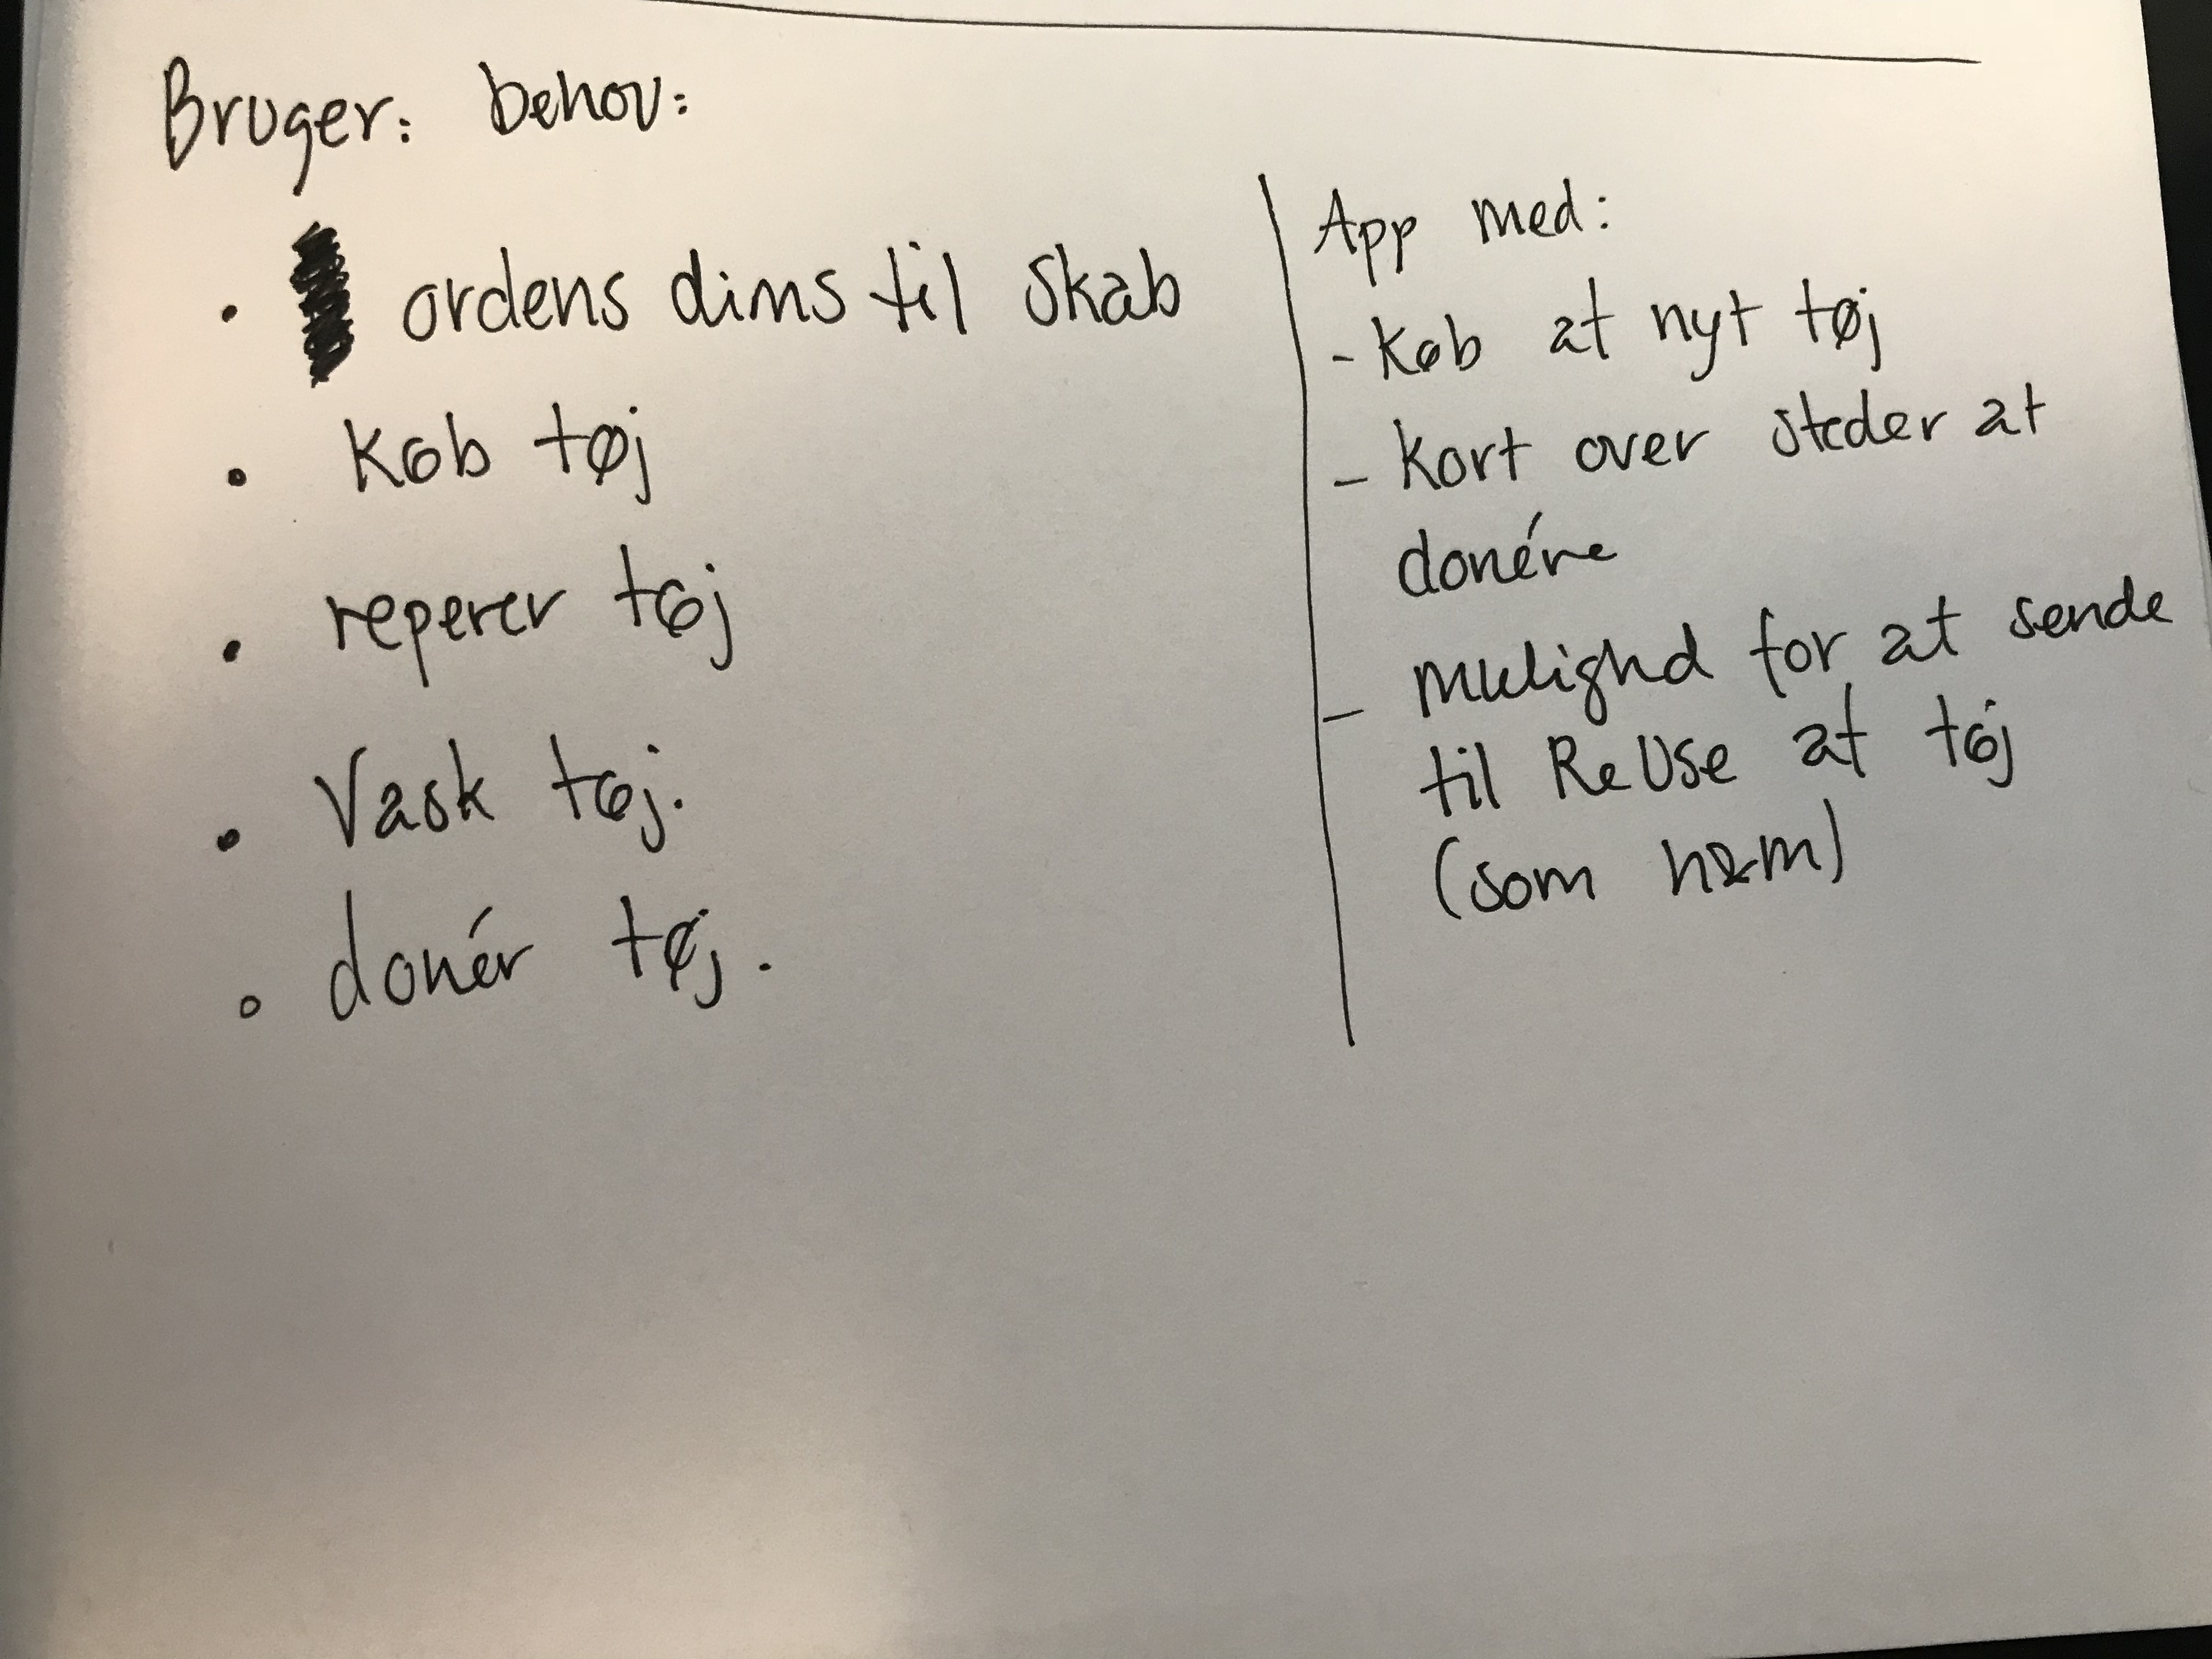 Bruger: behov:
• ordens dims til skab
• Køb tøj
• reperer tøj
• Vask tøj.
• donér tøj.
App med:
- Køb af nyt tøj
- Kort over steder at
donére
- mulighd for at sende
til ReUse af tøj
(som h&m)